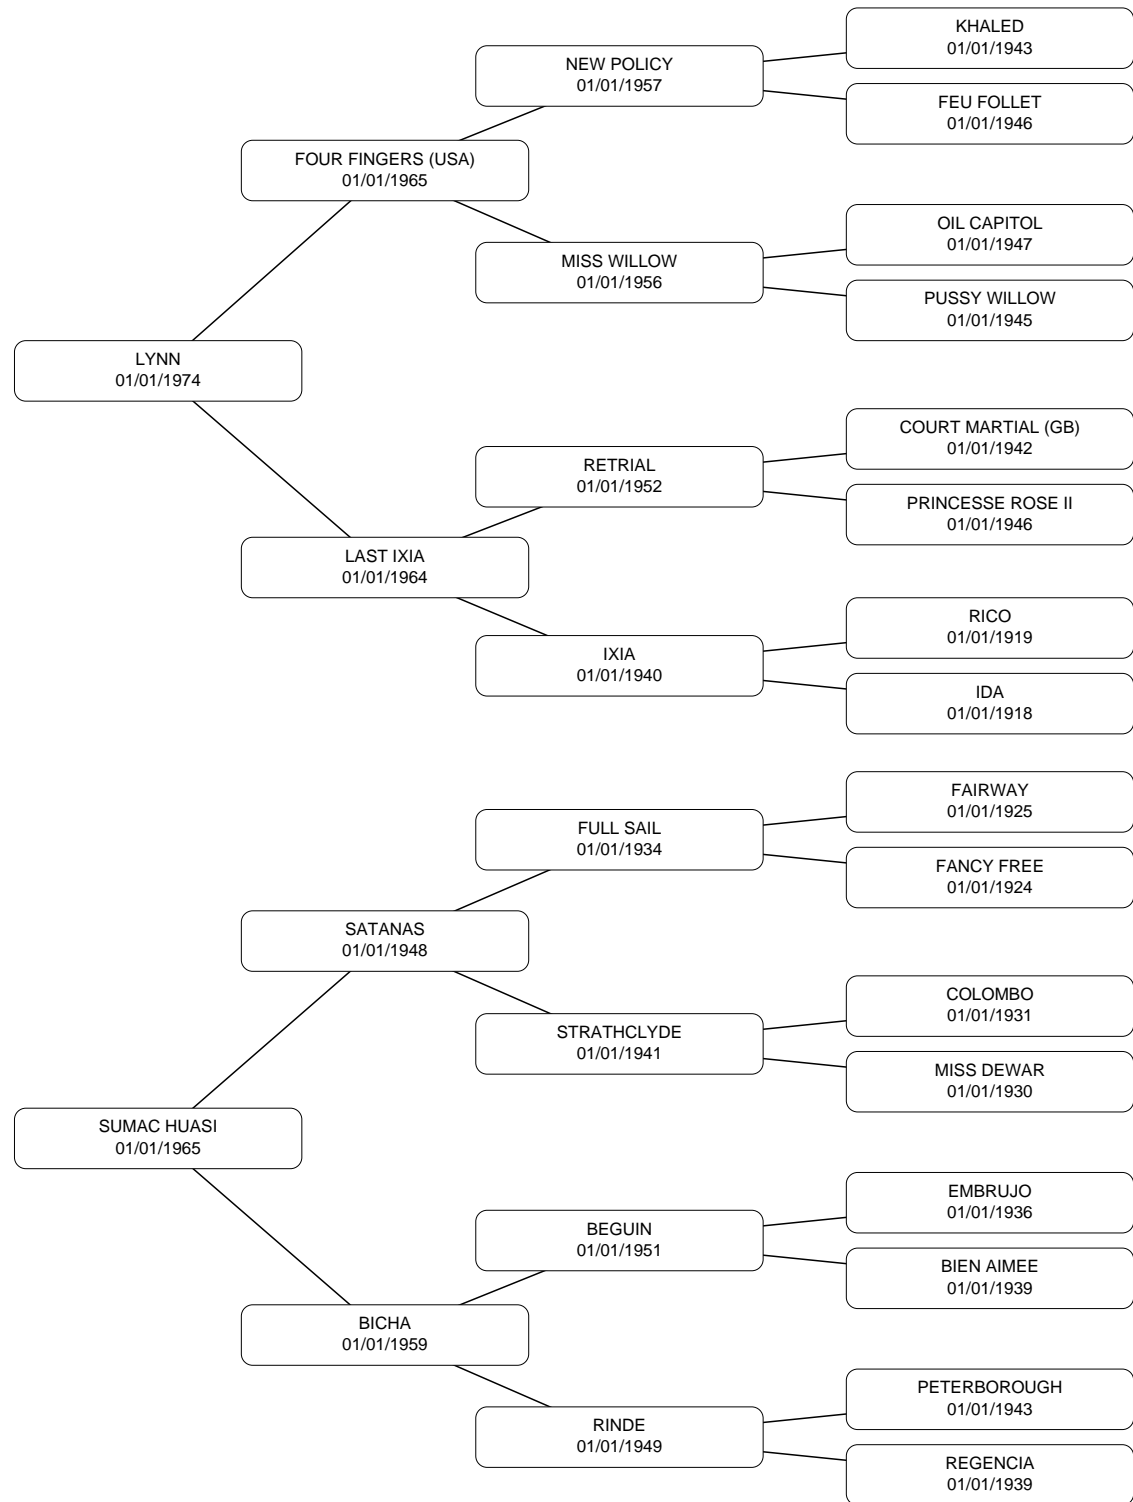 KHALED
01/01/1943
NEW POLICY
01/01/1957
FEU FOLLET
01/01/1946
FOUR FINGERS (USA)
01/01/1965
OIL CAPITOL
01/01/1947
MISS WILLOW
01/01/1956
PUSSY WILLOW
01/01/1945
LYNN
01/01/1974
COURT MARTIAL (GB)
01/01/1942
RETRIAL
01/01/1952
PRINCESSE ROSE II
01/01/1946
LAST IXIA
01/01/1964
RICO
01/01/1919
IXIA
01/01/1940
IDA
01/01/1918
FAIRWAY
01/01/1925
FULL SAIL
01/01/1934
FANCY FREE
01/01/1924
SATANAS
01/01/1948
COLOMBO
01/01/1931
STRATHCLYDE
01/01/1941
MISS DEWAR
01/01/1930
SUMAC HUASI
01/01/1965
EMBRUJO
01/01/1936
BEGUIN
01/01/1951
BIEN AIMEE
01/01/1939
BICHA
01/01/1959
PETERBOROUGH
01/01/1943
RINDE
01/01/1949
REGENCIA
01/01/1939